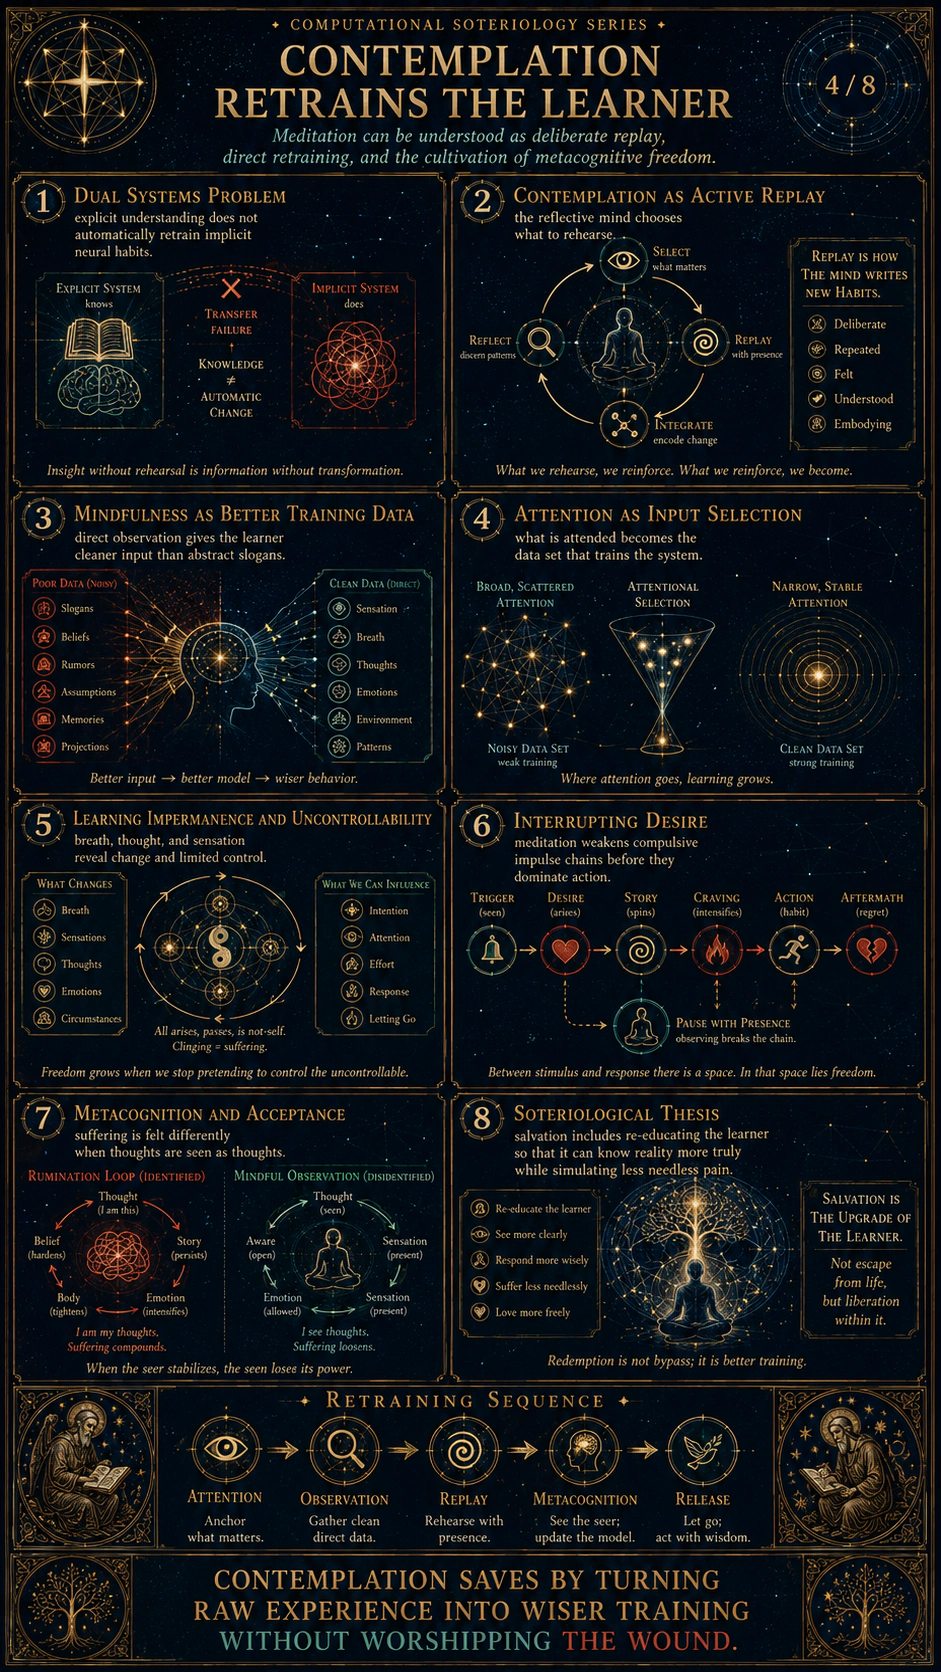 COMPUTATIONAL SOTERIOLOGY SERIES
CONTEMPLATION
RETRAINS THE LEARNER
Meditation can be understood as deliberate replay,
direct retraining, and the cultivation of metacognitive freedom.
4 / 8
1
DUAL SYSTEMS PROBLEM
explicit understanding does not
automatically retrain implicit
neural habits.
EXPLICIT SYSTEM
knows
TRANSFER
FAILURE
KNOWLEDGE
≠
AUTOMATIC
CHANGE
IMPLICIT SYSTEM
does
Insight without rehearsal is information without transformation.
2
CONTEMPLATION AS ACTIVE REPLAY
the reflective mind chooses
what to rehearse.
SELECT
what matters
REPLAY
with presence
INTEGRATE
encode change
REFLECT
discern patterns
REPLAY IS HOW
THE MIND WRITES
NEW HABITS.
Deliberate
Repeated
Felt
Understood
Embodying
What we rehearse, we reinforce. What we reinforce, we become.
3
MINDFULNESS AS BETTER TRAINING DATA
direct observation gives the learner
cleaner input than abstract slogans.
POOR DATA (NOISY)
Slogans
Beliefs
Rumors
Assumptions
Memories
Projections
CLEAN DATA (DIRECT)
Sensation
Breath
Thoughts
Emotions
Environment
Patterns
Better input → better model → wiser behavior.
4
ATTENTION AS INPUT SELECTION
what is attended becomes the
data set that trains the system.
BROAD, SCATTERED
ATTENTION
NOISY DATA SET
weak training
ATTENTIONAL
SELECTION
NARROW, STABLE
ATTENTION
CLEAN DATA SET
strong training
Where attention goes, learning grows.
5
LEARNING IMPERMANENCE AND UNCONTROLLABILITY
breath, thought, and sensation
reveal change and limited control.
WHAT CHANGES
Breath
Sensations
Thoughts
Emotions
Circumstances
All arises, passes, is not-self.
Clinging = suffering.
WHAT WE CAN INFLUENCE
Intention
Attention
Effort
Response
Letting Go
Freedom grows when we stop pretending to control the uncontrollable.
6
INTERRUPTING DESIRE
meditation weakens compulsive
impulse chains before they
dominate action.
TRIGGER
(seen)
DESIRE
(arises)
STORY
(spins)
CRAVING
(intensifies)
ACTION
(habit)
AFTERMATH
(regret)
PAUSE WITH PRESENCE
observing breaks the chain.
Between stimulus and response there is a space. In that space lies freedom.
7
METACOGNITION AND ACCEPTANCE
suffering is felt differently
when thoughts are seen as thoughts.
RUMINATION LOOP (IDENTIFIED)
Thought
(I am this)
Story
(persists)
Emotion
(intensifies)
Body
(tightens)
Belief
(hardens)
I am my thoughts.
Suffering compounds.
MINDFUL OBSERVATION (DISIDENTIFIED)
Thought
(seen)
Sensation
(present)
Sensation
(present)
Emotion
(allowed)
Aware
(open)
I see thoughts.
Suffering loosens.
When the seer stabilizes, the seen losee its power.
8
SOTERIOLOGICAL THESIS
salvation includes re-educating the learner
so that it can know reality more truly
while simulating less needless pain.
Re-educate the learner
See more clearly
Respond more wisely
Suffer less needlessly
Love more freely
SALVATION IS
THE UPGRADE OF
THE LEARNER.
Not escape
from life,
but liberation
within it.
Redemption is not bypass; it is better training.
RETRAINING SEQUENCE
ATTENTION
Anchor
what matters.
OBSERVATION
Gather clean
direct data.
REPLAY
Rehearse with
presence.
METACOGNITION
See the seer;
update the model.
RELEASE
Let go;
act with wisdom.
CONTEMPLATION SAVES BY TURNING
RAW EXPERIENCE INTO WISER TRAINING
WITHOUT WORSHIPPING THE WOUND.